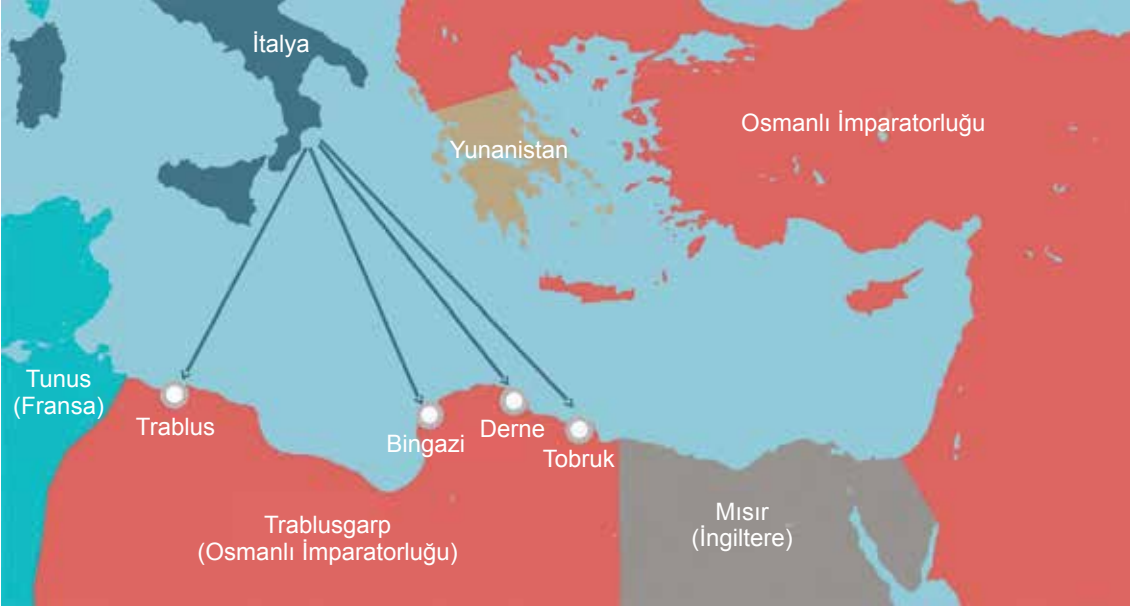 İtalya
Osmanlı İmparatorluğu
Yunanistan
Tunus
(Fransa)
Trablus
Bingazi
Derne
Tobruk
Trablusgarp
(Osmanlı İmparatorluğu)
Mısır
(İngiltere)